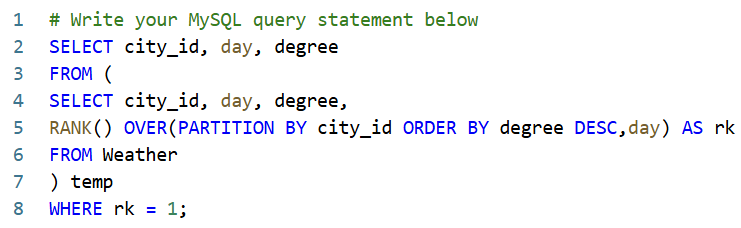 1 # Write your MySQL query statement below
2 SELECT city_id, day, degree
3 FROM (
4 SELECT city_id, day, degree,
5 RANK() OVER(PARTITION BY city_id ORDER BY degree DESC,day) AS rk
6 FROM Weather
7 ) temp
8 WHERE rk = 1;